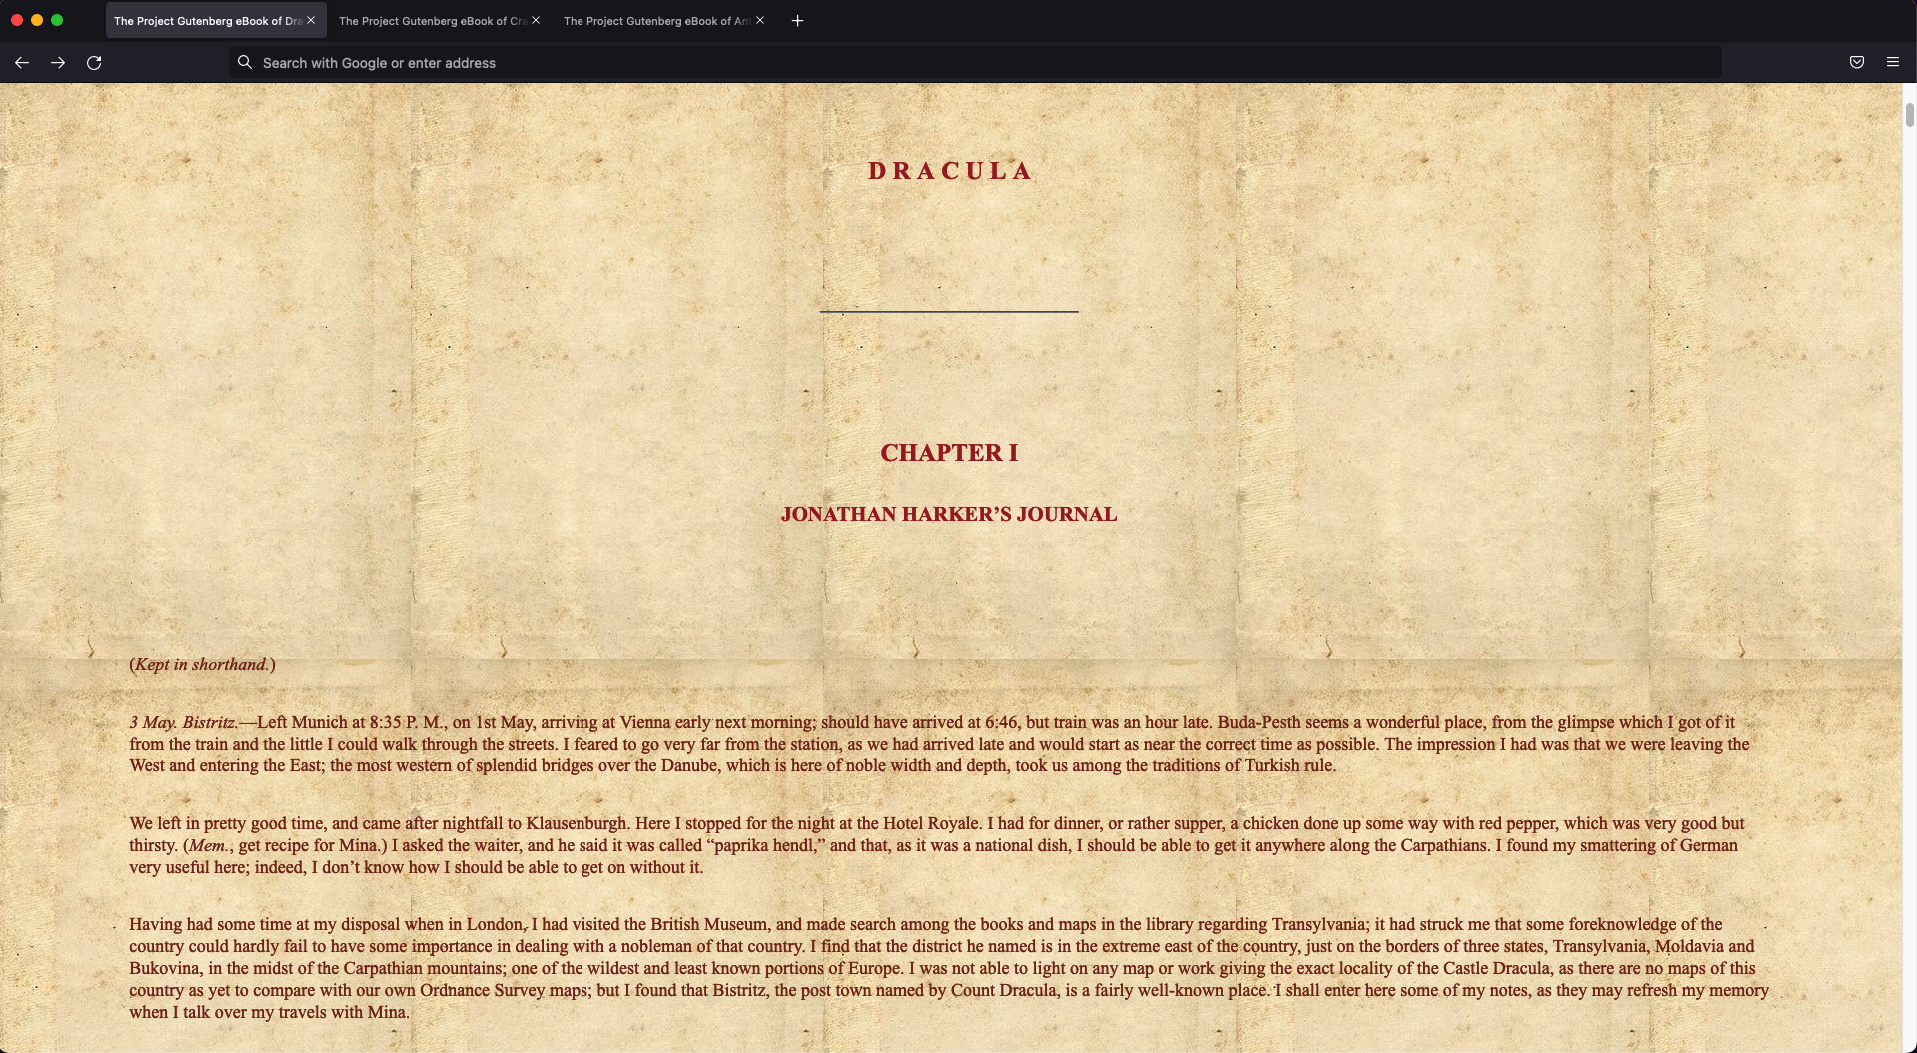 The Project Gutenberg eBook of Dra
The Project Gutenberg eBook of Cra
The Project Gutenberg eBook of Ant
Search with Google or enter address
D R A C U L A
CHAPTER I
JONATHAN HARKER’S JOURNAL
(Kept in shorthand.)
3 May. Bistritz.—Left Munich at 8:35 P. M., on 1st May, arriving at Vienna early next morning; should have arrived at 6:46, but train was an hour late. Buda-Pesth seems a wonderful place, from the glimpse which I got of it
from the train and the little I could walk through the streets. I feared to go very far from the station, as we had arrived late and would start as near the correct time as possible. The impression I had was that we were leaving the
West and entering the East; the most western of splendid bridges over the Danube, which is here of noble width and depth, took us among the traditions of Turkish rule.
We left in pretty good time, and came after nightfall to Klausenburgh. Here I stopped for the night at the Hotel Royale. I had for dinner, or rather supper, a chicken done up some way with red pepper, which was very good but
thirsty. (Mem., get recipe for Mina.) I asked the waiter, and he said it was called “paprika hendl,” and that, as it was a national dish, I should be able to get it anywhere along the Carpathians. I found my smattering of German
very useful here; indeed, I don’t know how I should be able to get on without it.
Having had some time at my disposal when in London, I had visited the British Museum, and made search among the books and maps in the library regarding Transylvania; it had struck me that some foreknowledge of the
country could hardly fail to have some importance in dealing with a nobleman of that country. I find that the district he named is in the extreme east of the country, just on the borders of three states, Transylvania, Moldavia and
Bukovina, in the midst of the Carpathian mountains; one of the wildest and least known portions of Europe. I was not able to light on any map or work giving the exact locality of the Castle Dracula, as there are no maps of this
country as yet to compare with our own Ordnance Survey maps; but I found that Bistritz, the post town named by Count Dracula, is a fairly well-known place. I shall enter here some of my notes, as they may refresh my memory
when I talk over my travels with Mina.